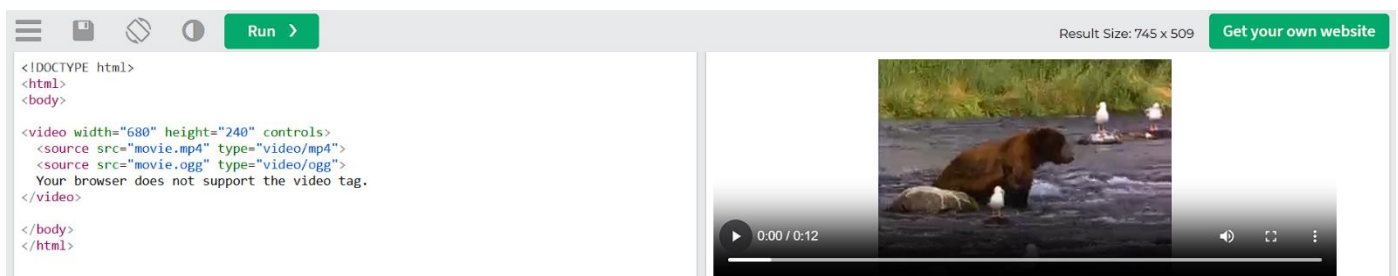 Run ❯
Result Size: 745 x 509
Get your own website
<!DOCTYPE html>
<html>
<body>
<video width="680" height="240" controls>
  <source src="movie.mp4" type="video/mp4">
  <source src="movie.ogg" type="video/ogg">
  Your browser does not support the video tag.
</video>
</body>
</html>
0:00 / 0:12